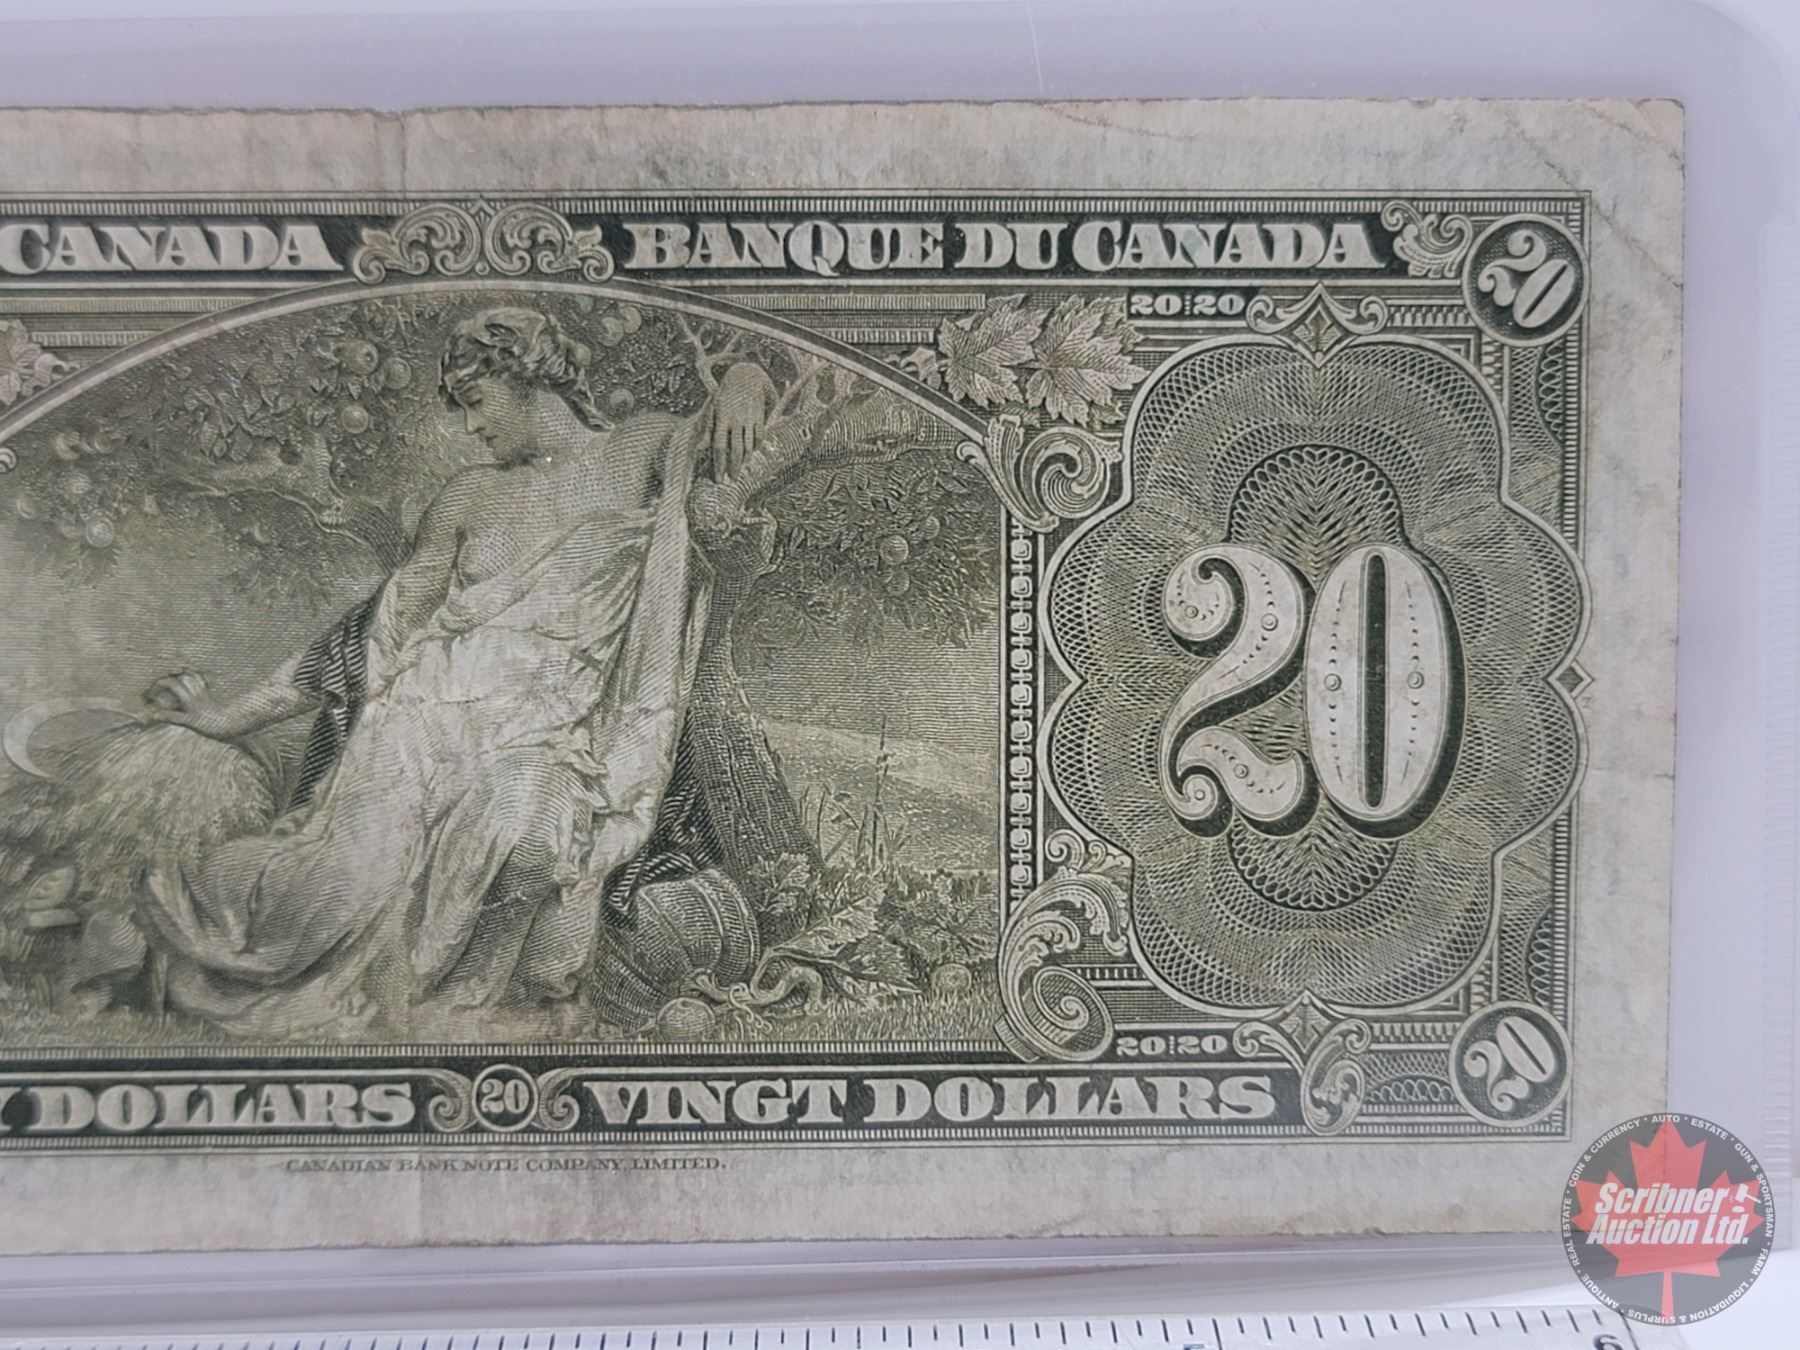 CANADA BANQUE DU CANADA 20
20 20
20
20 20
DOLLARS 20 VINGT DOLLARS 20
CANADIAN BANK NOTE COMPANY, LIMITED.
AUTO • ESTATE • GUN & SPORTSMAN • FARM • LIQUIDATION & SURPLUS • ANTIQUE • REAL ESTATE • COIN & CURRENCY •
Scribner
Auction Ltd.
5 6